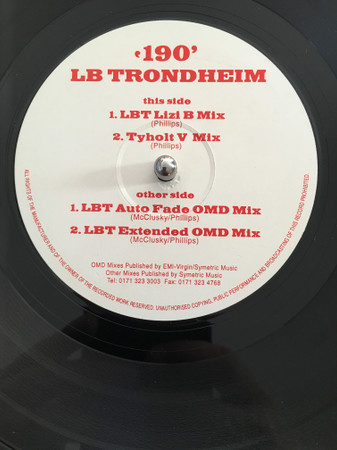 ‘190’
LB TRONDHEIM
this side
1. LBT Lizi B Mix
(Phillips)
2. Tyholt V Mix
(Phillips)
other side
1. LBT Auto Fade OMD Mix
(McClusky/Phillips)
2. LBT Extended OMD Mix
(McClusky/Phillips)
OMD Mixes Published by EMI-Virgin/Symetric Music
Other Mixes Published by Symetric Music
Tel: 0171 323 3003 Fax: 0171 323 4768
ALL RIGHTS OF THE MANUFACTURER AND OF THE OWNER OF THE RECORDED WORK RESERVED. UNAUTHORISED COPYING, PUBLIC PERFORMANCE AND BROADCASTING OF THIS RECORD PROHIBITED.